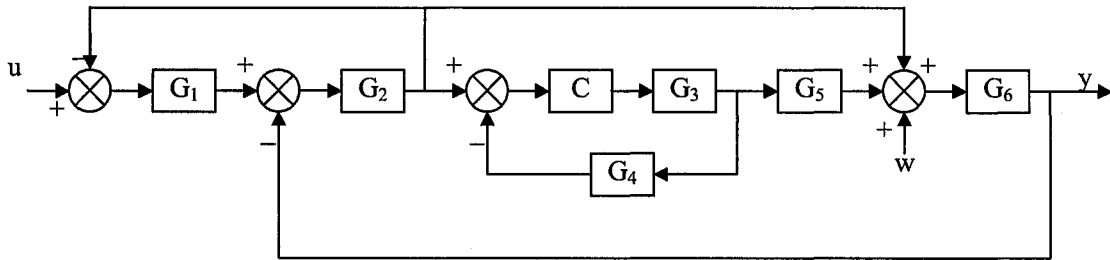 −
u
+
G₁
+
−
G₂
+
−
C
G₃
G₄
G₅
+
+
+
w
G₆
y